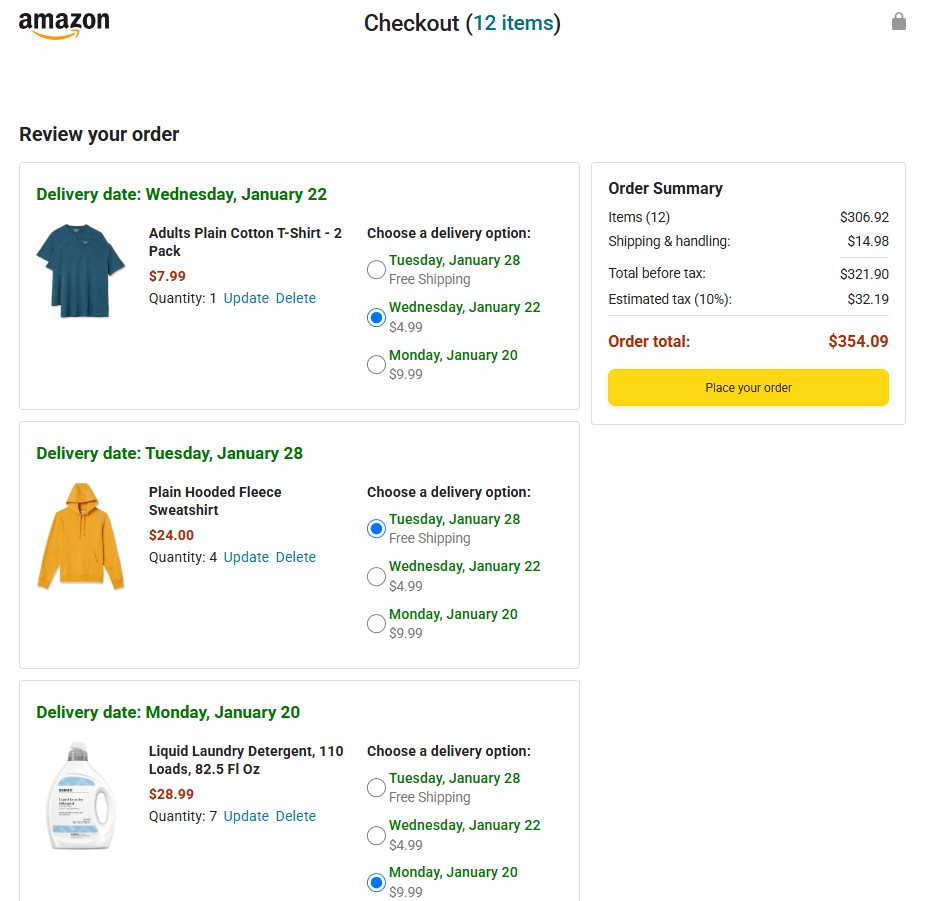 amazon
Checkout (12 items)
Review your order
Delivery date: Wednesday, January 22
Adults Plain Cotton T-Shirt - 2
Pack
$7.99
Quantity: 1 Update Delete
Choose a delivery option:
Tuesday, January 28
Free Shipping
Wednesday, January 22
$4.99
Monday, January 20
$9.99
Delivery date: Tuesday, January 28
Plain Hooded Fleece
Sweatshirt
$24.00
Quantity: 4 Update Delete
Choose a delivery option:
Tuesday, January 28
Free Shipping
Wednesday, January 22
$4.99
Monday, January 20
$9.99
Delivery date: Monday, January 20
Liquid Laundry Detergent, 110
Loads, 82.5 Fl Oz
$28.99
Quantity: 7 Update Delete
Choose a delivery option:
Tuesday, January 28
Free Shipping
Wednesday, January 22
$4.99
Monday, January 20
$9.99
Order Summary
Items (12) $306.92
Shipping & handling: $14.98
Total before tax: $321.90
Estimated tax (10%): $32.19
Order total: $354.09
Place your order